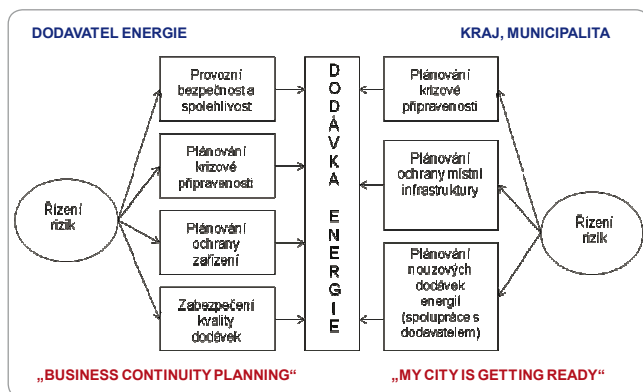 DODAVATEL ENERGIE
KRAJ, MUNICIPALITA
Řízení
rizik
Provozní
bezpečnost a
spolehlivost
Plánování
krizové
připravenosti
Plánování
ochrany
zařízení
Zabezpečení
kvality
dodávek
DODÁVKA ENERGIE
Plánování
krizové
připravenosti
Plánování
ochrany místní
infrastruktury
Plánování
nouzových
dodávek
energií
(spolupráce s
dodavatelem)
Řízení
rizik
„BUSINESS CONTINUITY PLANNING“
„MY CITY IS GETTING READY“